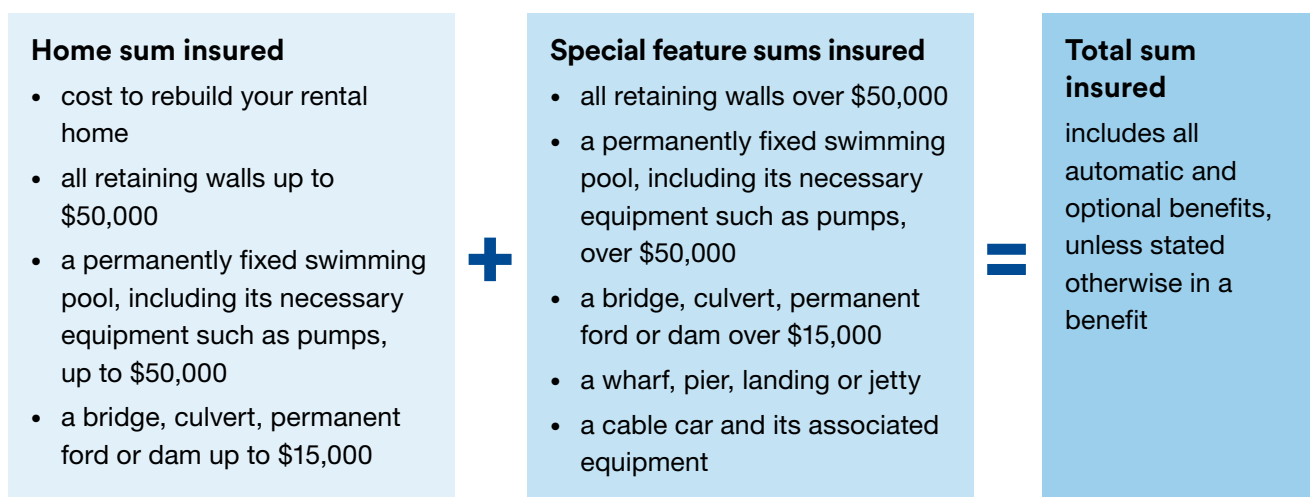 Home sum insured
• cost to rebuild your rental
home
• all retaining walls up to
$50,000
• a permanently fixed swimming
pool, including its necessary
equipment such as pumps,
up to $50,000
• a bridge, culvert, permanent
ford or dam up to $15,000
+
Special feature sums insured
• all retaining walls over $50,000
• a permanently fixed swimming
pool, including its necessary
equipment such as pumps,
over $50,000
• a bridge, culvert, permanent
ford or dam over $15,000
• a wharf, pier, landing or jetty
• a cable car and its associated
equipment
=
Total sum
insured
includes all
automatic and
optional benefits,
unless stated
otherwise in a
benefit